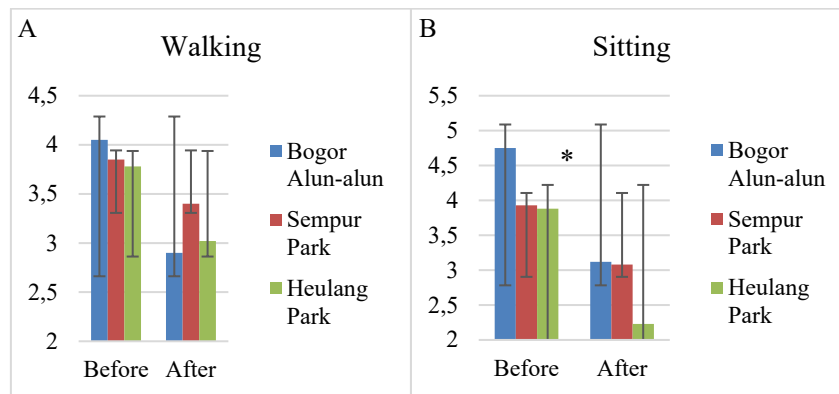 A
Walking
4,5
4
3,5
3
2,5
2
Before
After
Bogor
Alun-alun
Sempur
Park
Heulang
Park
B
Sitting
5,5
5
4,5
4
3,5
3
2,5
2
*
Before
After
Bogor
Alun-alun
Sempur
Park
Heulang
Park